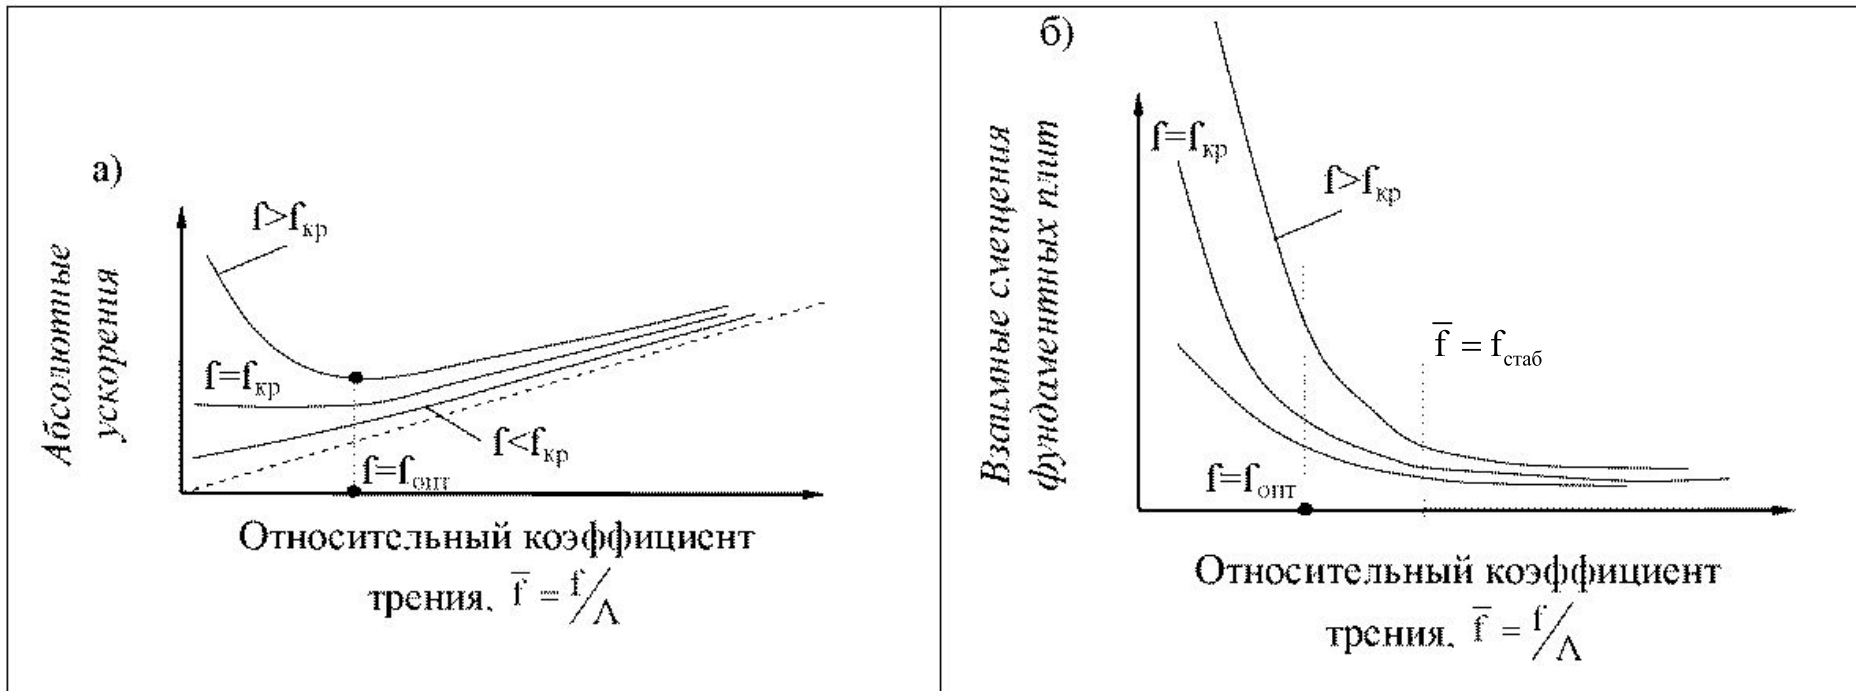 а)
Абсолютные
ускорения
f>fкр
f=fкр
f<fкр
f=fопт
Относительный коэффициент
трения, f̅ = f/Λ
б)
Взаимные смещения
фундаментных плит
f=fкр
f>fкр
f̅ = fстаб
f=fопт
Относительный коэффициент
трения, f̅ = f/Λ